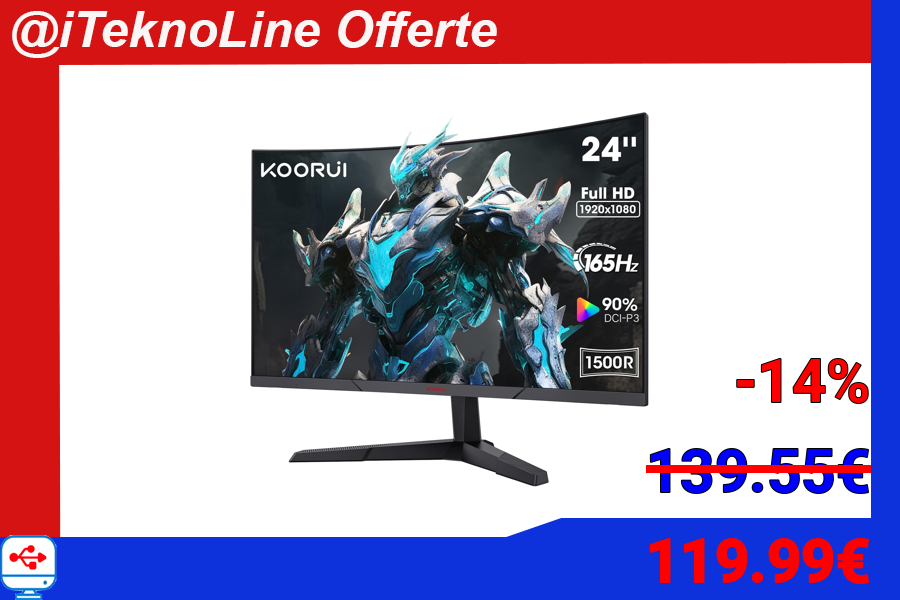 @iTeknoLine Offerte
KOORUI
24"
Full HD
1920x1080
165Hz
90%
DCI-P3
1500R
-14%
139.55€
119.99€